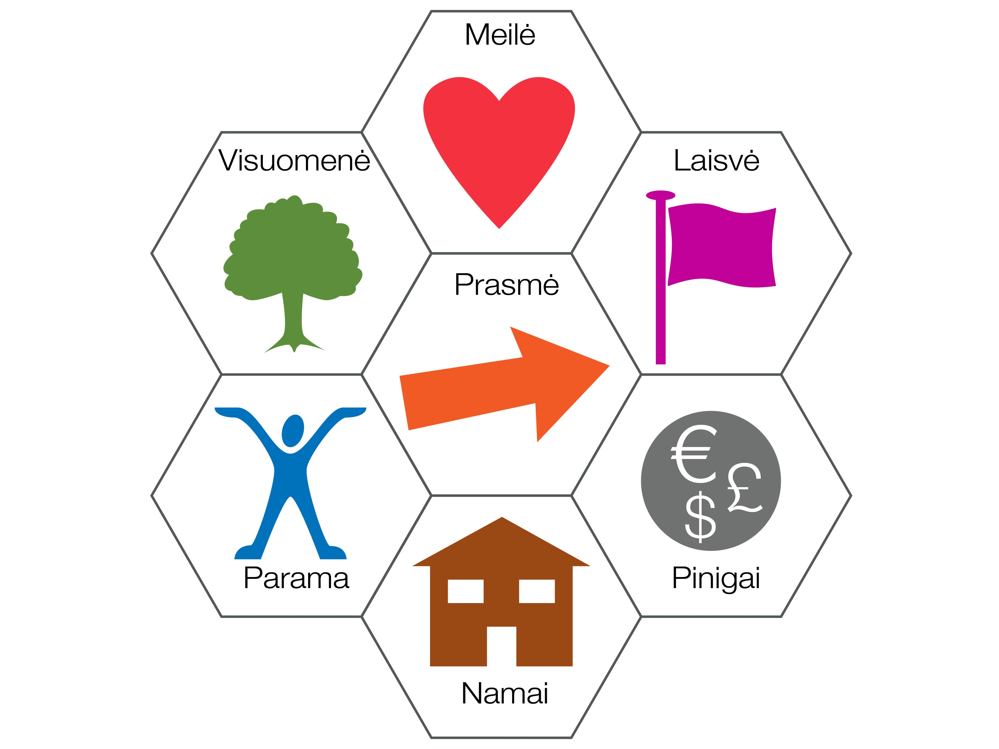 Meilė
Visuomenė
Laisvė
Prasmė
€
£
$
Parama
Pinigai
Namai